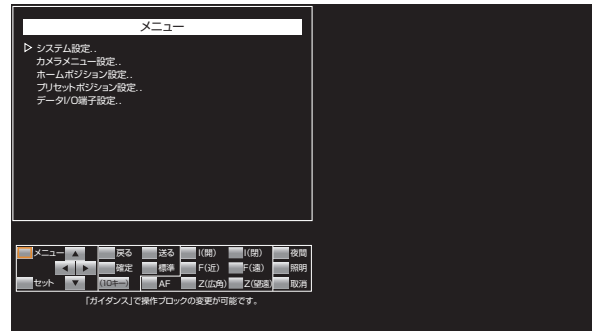 メニュー
システム設定..
カメラメニュー設定..
ホームポジション設定..
プリセットポジション設定..
データI/O端子設定..
メニュー ▲ 戻る 送る I(開) I(閉) 夜間
◀ ▶ 確定 標準 F(近) F(遠) 照明
セット ▼ (10キー) AF Z(広角) Z(望遠) 取消
「ガイダンス」で操作ブロックの変更が可能です。